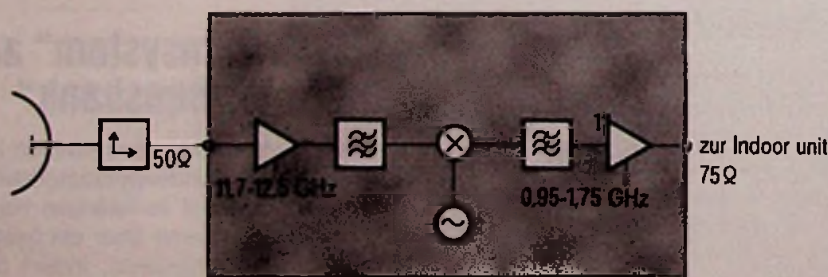 50Ω
11,7-12,5 GHz
0,95-1,75 GHz
zur Indoor unit
75Ω